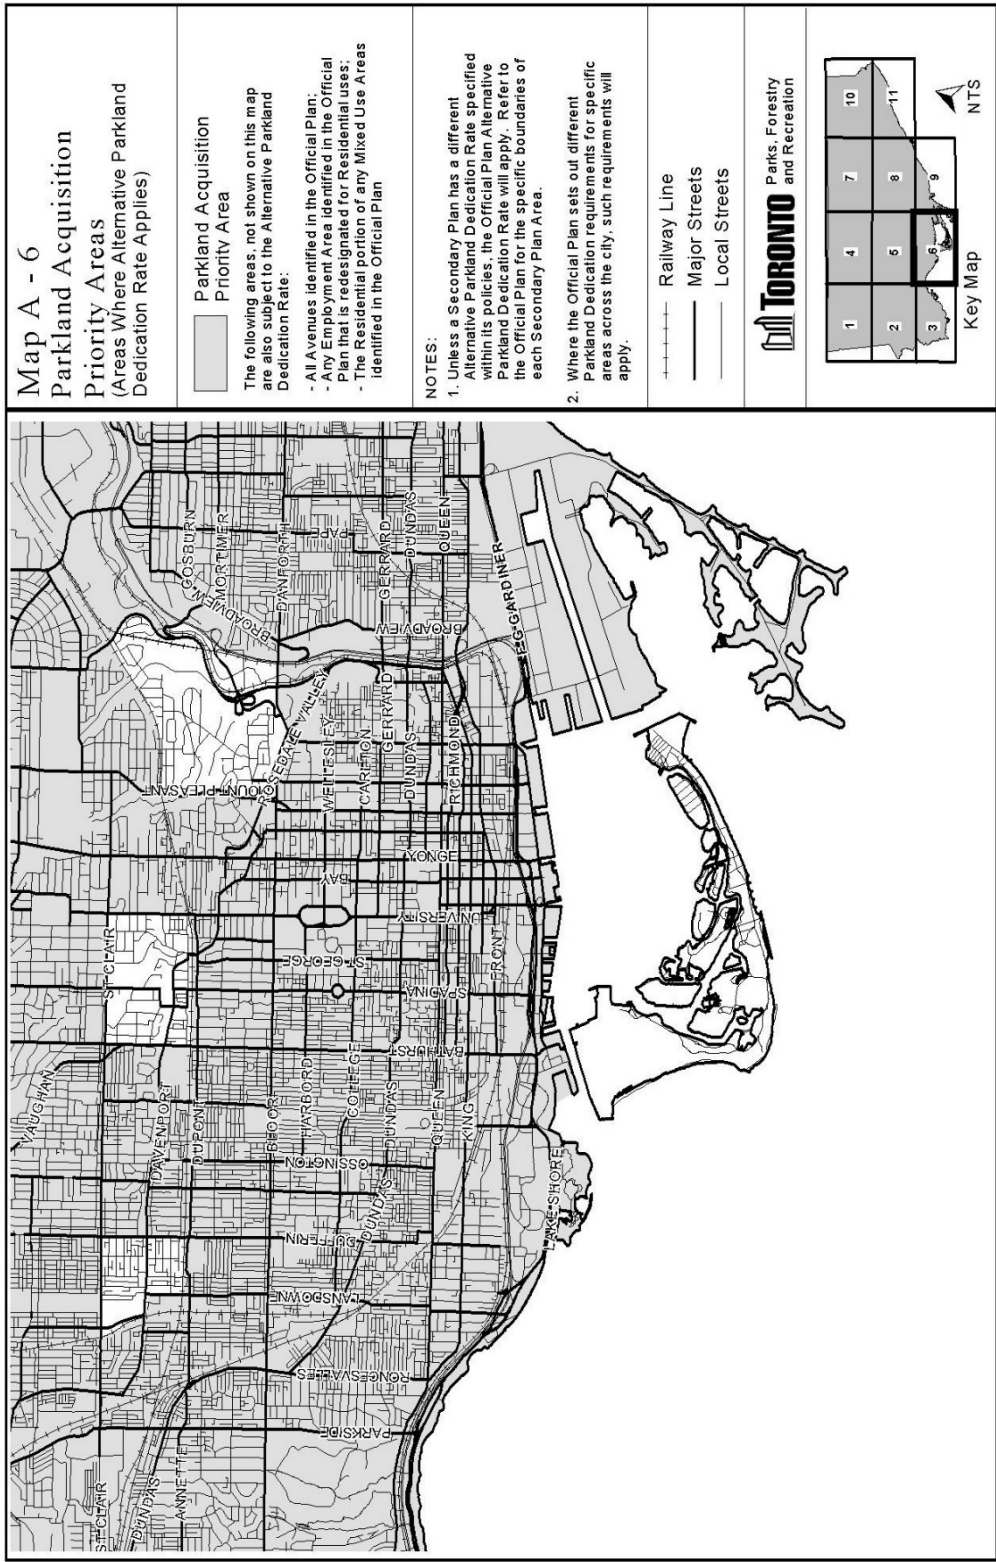 Map A - 6
Parkland Acquisition
Priority Areas
(Areas Where Alternative Parkland
Dedication Rate Applies)
Parkland Acquisition
Priority Area
The following areas, not shown on this map
are also subject to the Alternative Parkland
Dedication Rate:
- All Avenues identified in the Official Plan;
- Any Employment Area identified in the Official
Plan that is redesignated for Residential uses;
- The Residential portion of any Mixed Use Areas
identified in the Official Plan
NOTES:
1. Unless a Secondary Plan has a different
Alternative Parkland Dedication Rate specified
within its policies, the Official Plan Alternative
Parkland Dedication Rate will apply. Refer to
the Official Plan for the specific boundaries of
each Secondary Plan Area.
2. Where the Official Plan sets out different
Parkland Dedication requirements for specific
areas across the city, such requirements will
apply.
Railway Line
Major Streets
Local Streets
TORONTO
Parks, Forestry
and Recreation
1
2
3
4
5
6
7
8
9
10
11
Key Map
NTS
ST CLAIR
DUNDAS
ANNETTE
PARKSIDE
RONCESVALLES
LANSDOWNE
DUFFERIN
DUNDAS
OSSINGTON
VAUGHAN
DAVENPORT
DUPONT
BLOOR
HARBORD
COLLEGE
DUNDAS
QUEEN
KING
LAKE SHORE
BATHURST
SPADINA
ST GEORGE
ST CLAIR
UNIVERSITY
FRONT
BAY
YONGE
MOUNT PLEASANT
ROSEDALE VALLEY
WELLESLEY
CARLTON
GERRARD
DUNDAS
RICHMOND
BROADVIEW
BROADVIEW
COSBURN
MORTIMER
DANFORTH
PAPE
GERRARD
DUNDAS
QUEEN
F G GARDINER